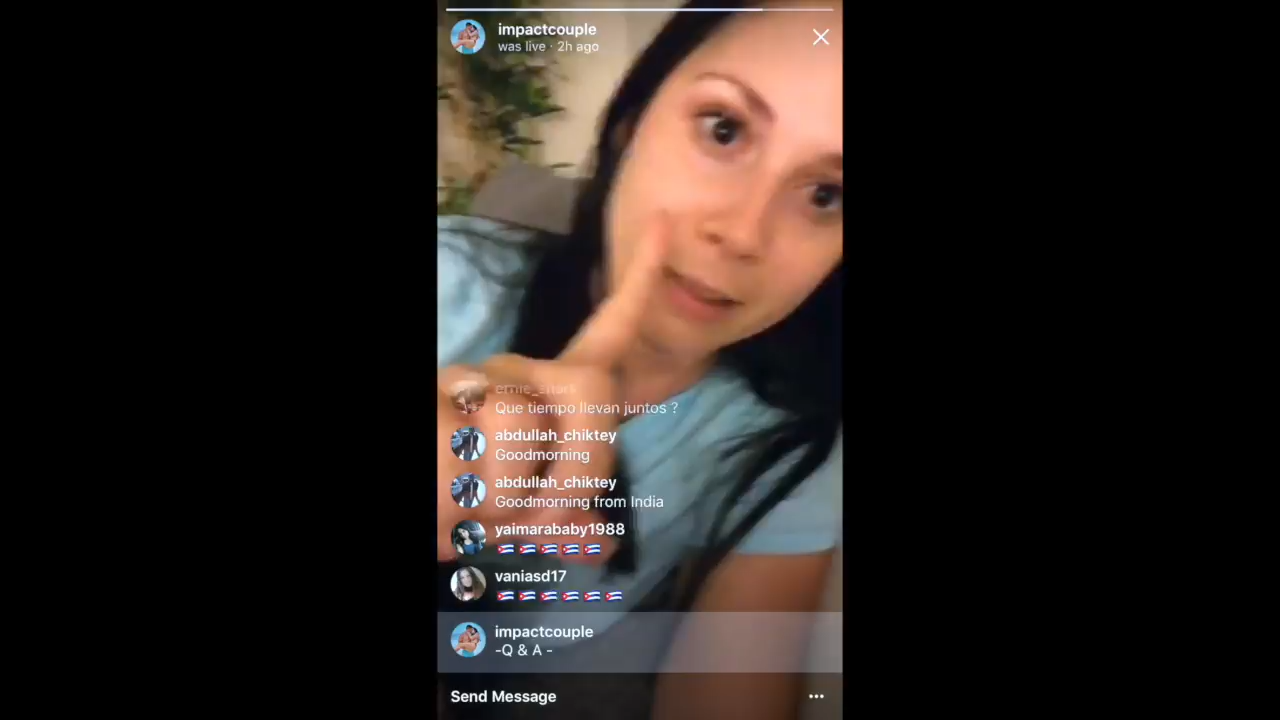 impactcouple
was live · 2h ago
Que tiempo llevan juntos ?
abdullah_chiktey
Goodmorning
abdullah_chiktey
Goodmorning from India
yaimarababy1988
🇨🇺 🇨🇺 🇨🇺 🇨🇺 🇨🇺
vaniasd17
🇨🇺 🇨🇺 🇨🇺 🇨🇺 🇨🇺 🇨🇺
impactcouple
-Q & A -
Send Message